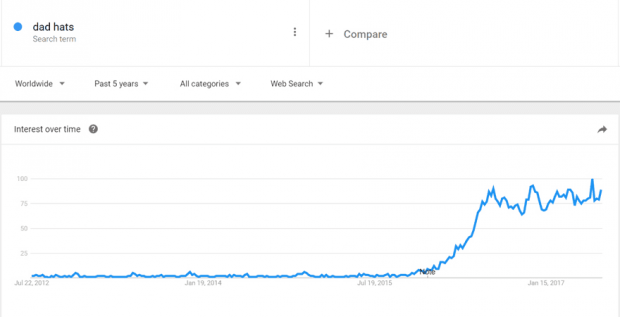 dad hats
Search term
+ Compare
Worldwide
Past 5 years
All categories
Web Search
Interest over time ?
100
75
50
25
Note
Jul 22, 2012
Jan 19, 2014
Jul 19, 2015
Jan 15, 2017